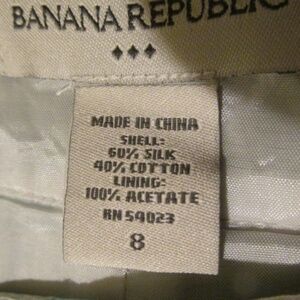 BANANA REPUBLIC
MADE IN CHINA
SHELL:
60% SILK
40% COTTON
LINING:
100% ACETATE
RN 54023
8